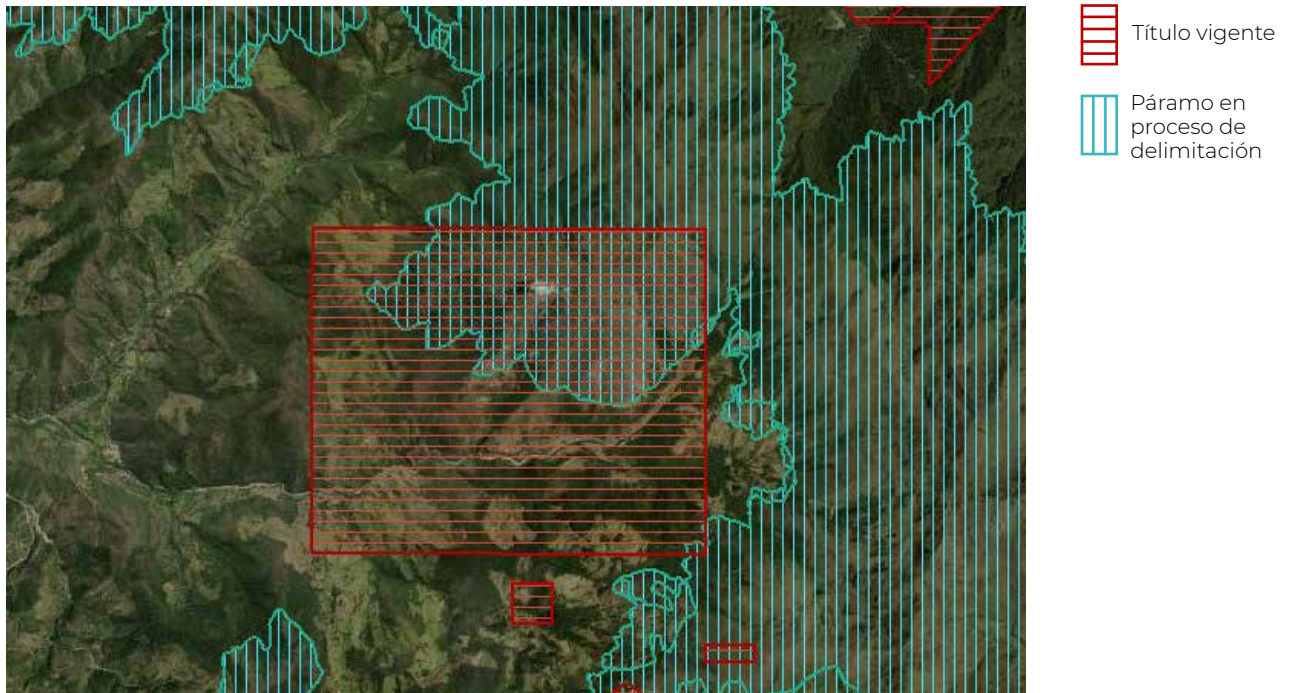 Título vigente
Páramo en
proceso de
delimitación